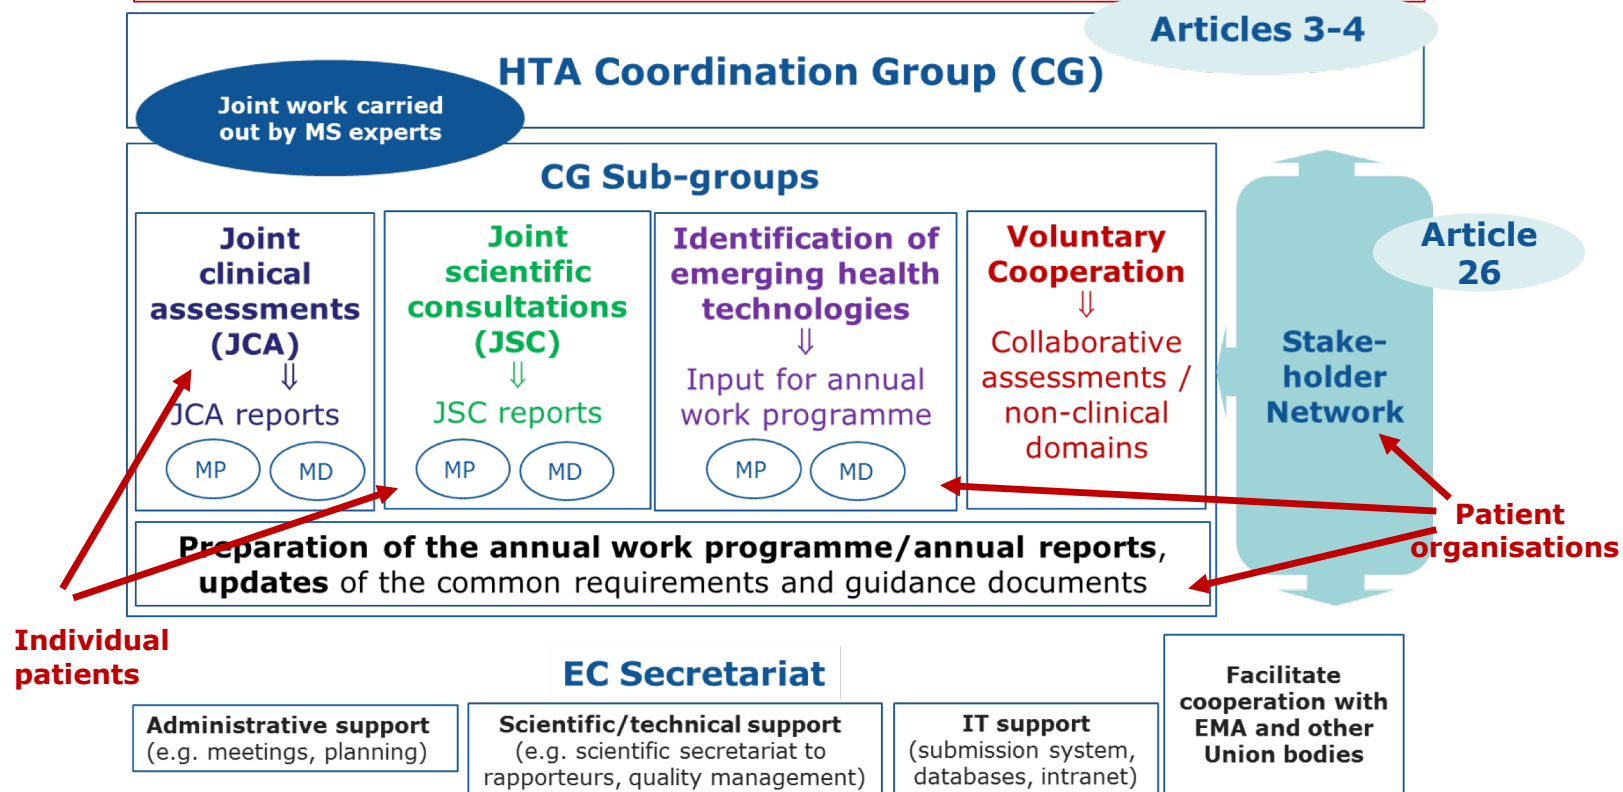 Articles 3-4
HTA Coordination Group (CG)
Joint work carried
out by MS experts
CG Sub-groups
Joint
clinical
assessments
(JCA)
⇓
JCA reports
MP
MD
Joint
scientific
consultations
(JSC)
⇓
JSC reports
MP
MD
Identification of
emerging health
technologies
⇓
Input for annual
work programme
MP
MD
Voluntary
Cooperation
⇓
Collaborative
assessments /
non-clinical
domains
Article
26
Stake-
holder
Network
Patient
organisations
Preparation of the annual work programme/annual reports,
updates of the common requirements and guidance documents
Individual
patients
EC Secretariat
Administrative support
(e.g. meetings, planning)
Scientific/technical support
(e.g. scientific secretariat to
rapporteurs, quality management)
IT support
(submission system,
databases, intranet)
Facilitate
cooperation with
EMA and other
Union bodies